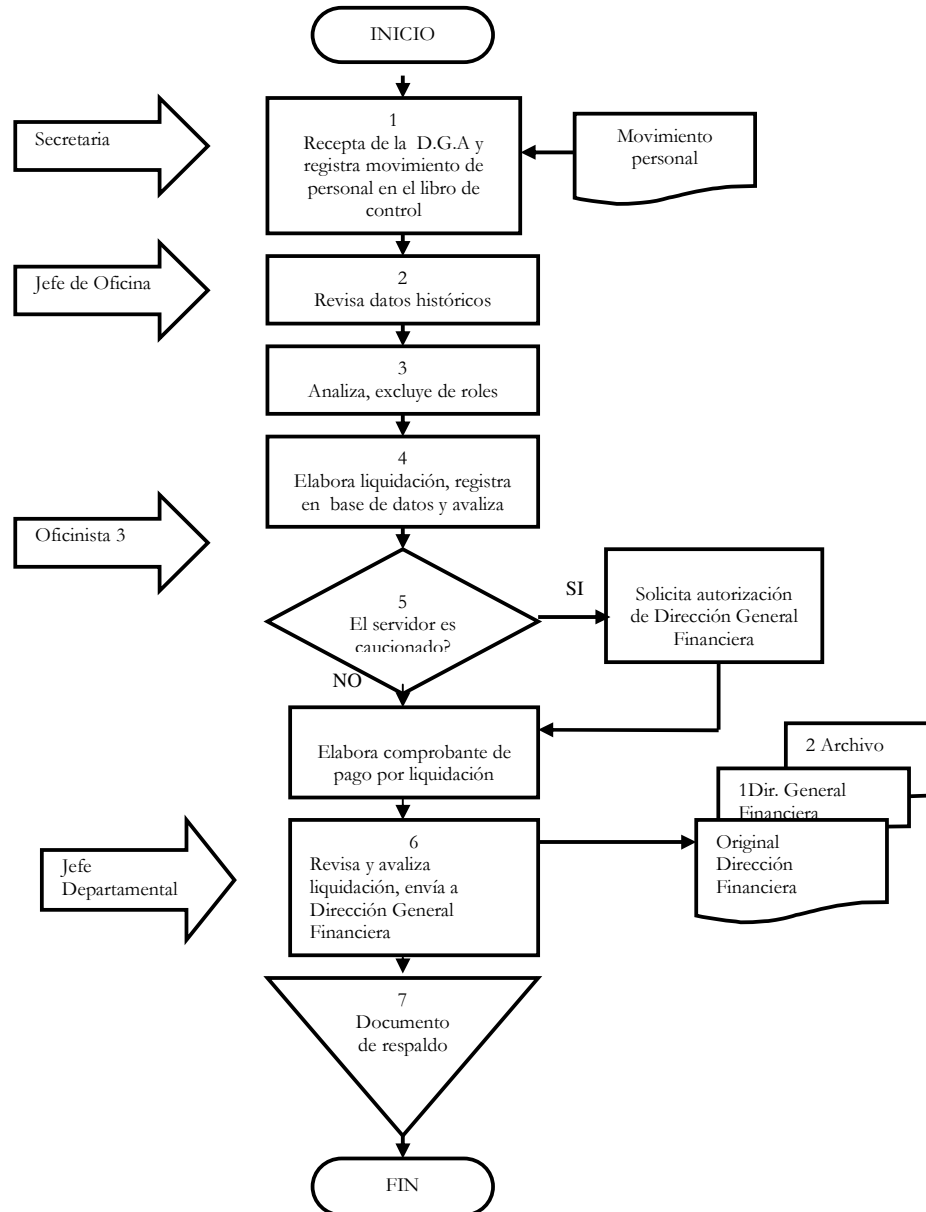 INICIO
Secretaria
1
Recepta de la D.G.A y
registra movimiento de
personal en el libro de
control
Movimiento
personal
Jefe de Oficina
2
Revisa datos históricos
3
Analiza, excluye de roles
4
Elabora liquidación, registra
en base de datos y avaliza
Oficinista 3
5
El servidor es
caucionado?
SI
Solicita autorización
de Dirección General
Financiera
NO
Elabora comprobante de
pago por liquidación
2 Archivo
1Dir. General
Financiera
Original
Dirección
Financiera
Jefe
Departamental
6
Revisa y avaliza
liquidación, envía a
Dirección General
Financiera
7
Documento
de respaldo
FIN